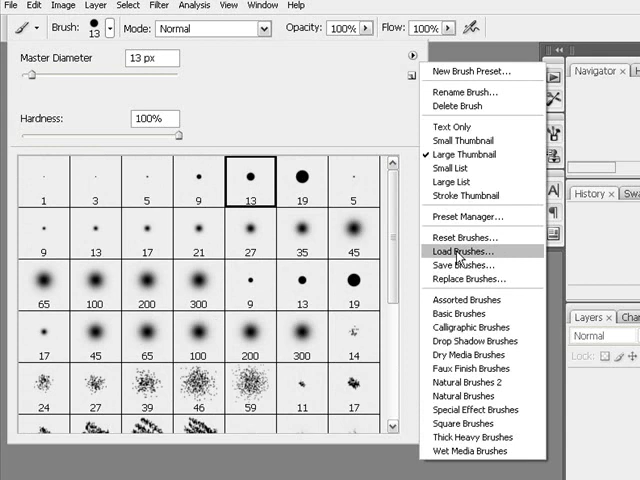 File Edit Image Layer Select Filter Analysis View Window Help
Brush: 13 Mode: Normal Opacity: 100% Flow: 100%
Master Diameter 13 px
Hardness: 100%
1 3 5 9 13 19 5
9 13 17 21 27 35 45
65 100 200 300 9 13 19
17 45 65 100 200 300 14
24 27 39 46 59 11 17
New Brush Preset...
Rename Brush...
Delete Brush
Text Only
Small Thumbnail
Large Thumbnail
Small List
Large List
Stroke Thumbnail
Preset Manager...
Reset Brushes...
Load Brushes...
Save Brushes...
Replace Brushes...
Assorted Brushes
Basic Brushes
Calligraphic Brushes
Drop Shadow Brushes
Dry Media Brushes
Faux Finish Brushes
Natural Brushes 2
Natural Brushes
Special Effect Brushes
Square Brushes
Thick Heavy Brushes
Wet Media Brushes
Navigator x H
History x Swa
Layers x Char
Normal
Lock: